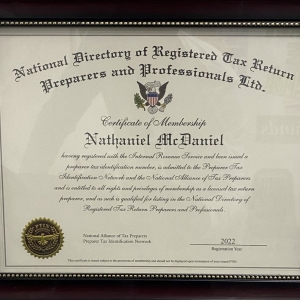 National Directory of Registered Tax Return
Preparers and Professionals Ltd.
Certificate of Membership
Nathaniel McDaniel
having registered with the Internal Revenue Service and been issued a
preparer tax identification number, is admitted to the Preparers Tax
Identification Network and the National Alliance of Tax Preparers
and is entitled to all rights and privileges of membership as a licensed tax return
preparer, and as such is qualified for listing in the National Directory of
Registered Tax Return Preparers and Professionals.
National Alliance of Tax Preparers
Preparer Tax Identification Network
2022
Registration Year